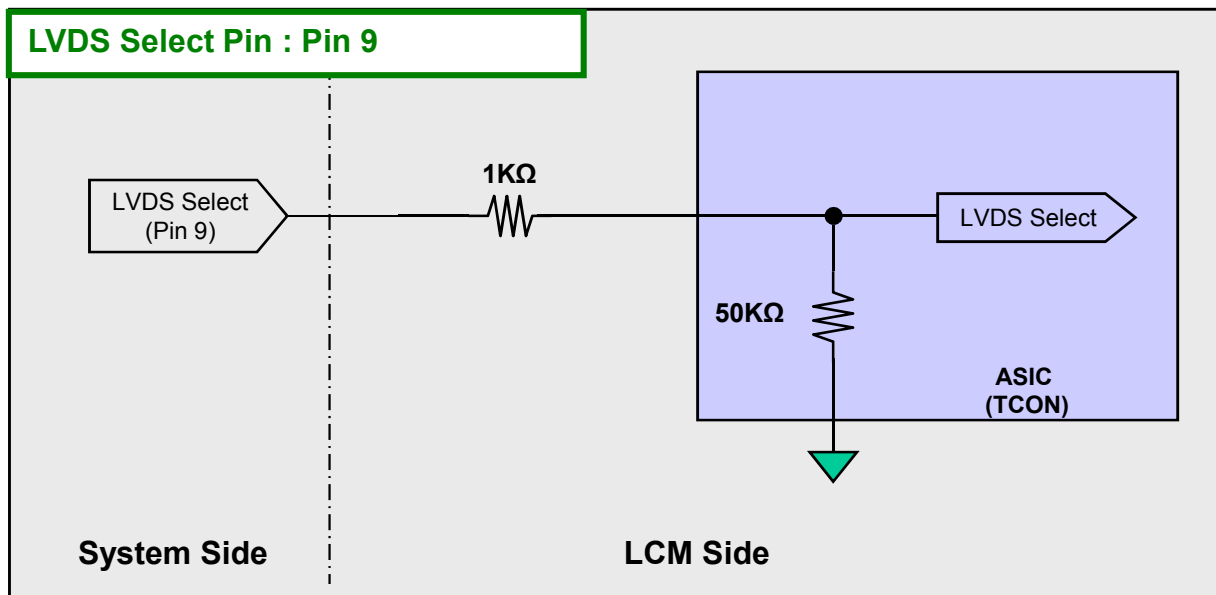 LVDS Select Pin : Pin 9
1KΩ
LVDS Select
(Pin 9)
LVDS Select
50KΩ
ASIC
(TCON)
System Side
LCM Side